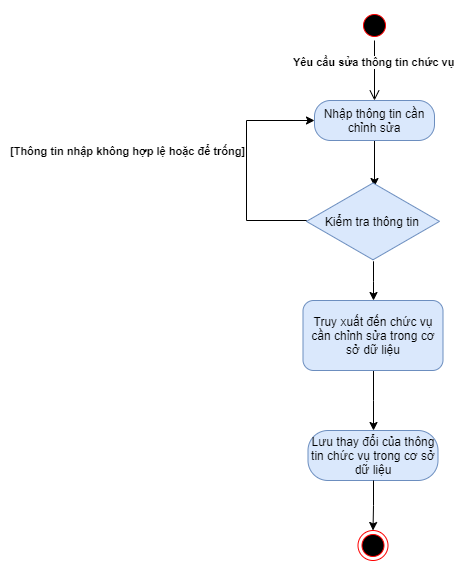 Yêu cầu sửa thông tin chức vụ
Nhập thông tin cần
chỉnh sửa
[Thông tin nhập không hợp lệ hoặc để trống]
Kiểm tra thông tin
Truy xuất đến chức vụ
cần chỉnh sửa trong cơ
sở dữ liệu
Lưu thay đổi của thông
tin chức vụ trong cơ sở
dữ liệu